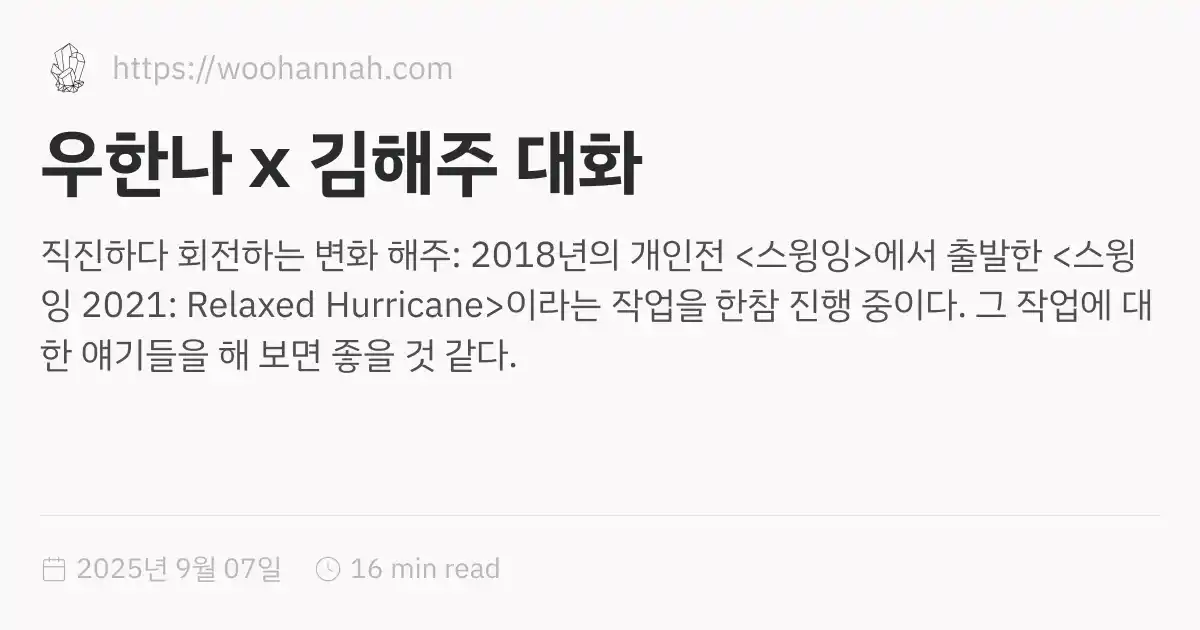 https://woohannah.com
우한나 x 김해주 대화
직진하다 회전하는 변화 해주: 2018년의 개인전 <스윙잉>에서 출발한 <스윙
잉 2021: Relaxed Hurricane>이라는 작업을 한참 진행 중이다. 그 작업에 대
한 얘기들을 해 보면 좋을 것 같다.
2025년 9월 07일 16 min read